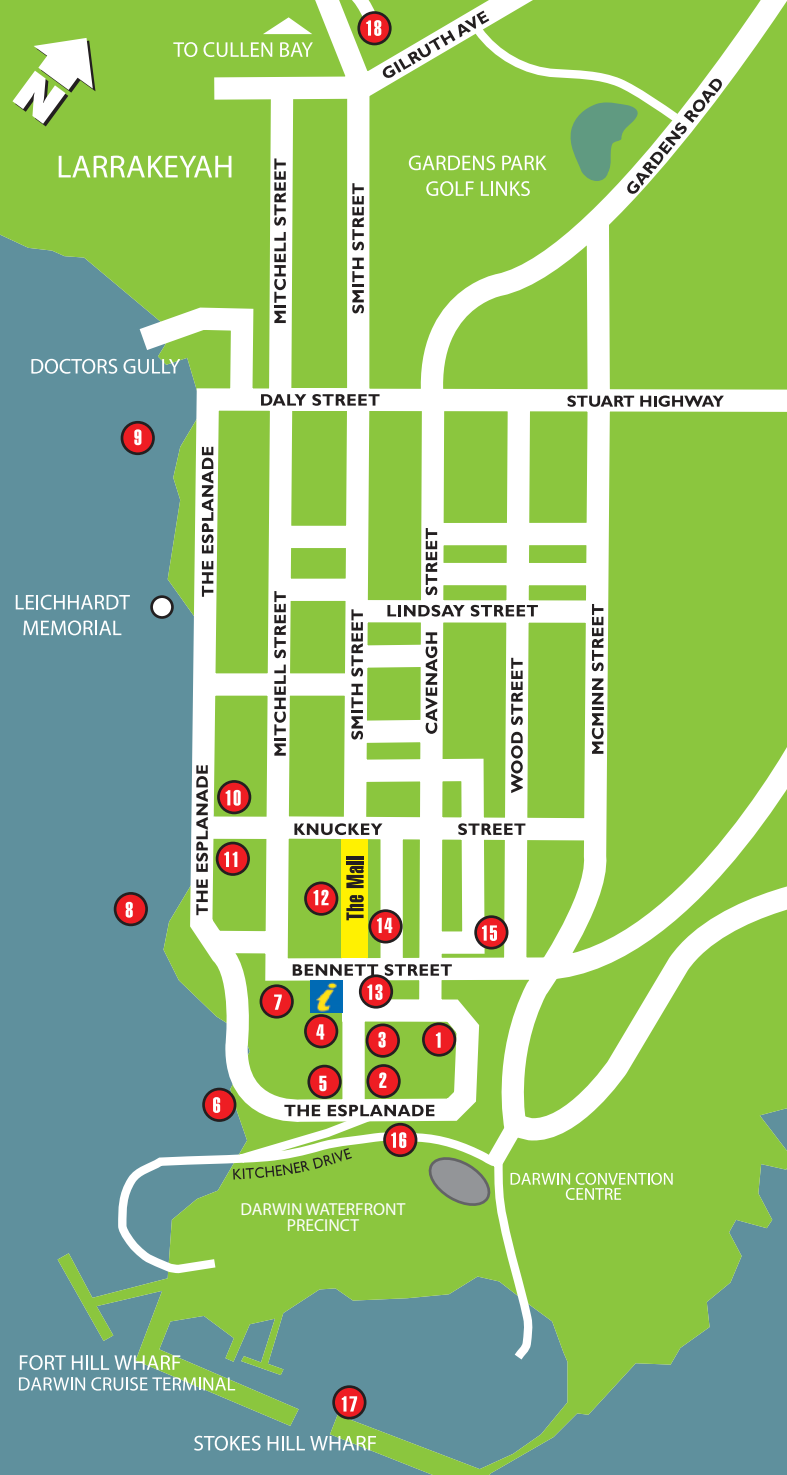 18
TO CULLEN BAY
GILRUTH AVE
N
LARRAKEYAH
GARDENS PARK
GOLF LINKS
GARDENS ROAD
MITCHELL STREET
SMITH STREET
DOCTORS GULLY
DALY STREET
STUART HIGHWAY
9
THE ESPLANADE
CAVENAGH STREET
LEICHHARDT
MEMORIAL
LINDSAY STREET
MITCHELL STREET
SMITH STREET
WOOD STREET
MCMINN STREET
THE ESPLANADE
10
KNUCKEY STREET
11
The Mall
12
8
14
15
BENNETT STREET
7
i
13
4
3
1
5
2
6
THE ESPLANADE
16
KITCHENER DRIVE
DARWIN CONVENTION
CENTRE
DARWIN WATERFRONT
PRECINCT
FORT HILL WHARF
DARWIN CRUISE TERMINAL
17
STOKES HILL WHARF